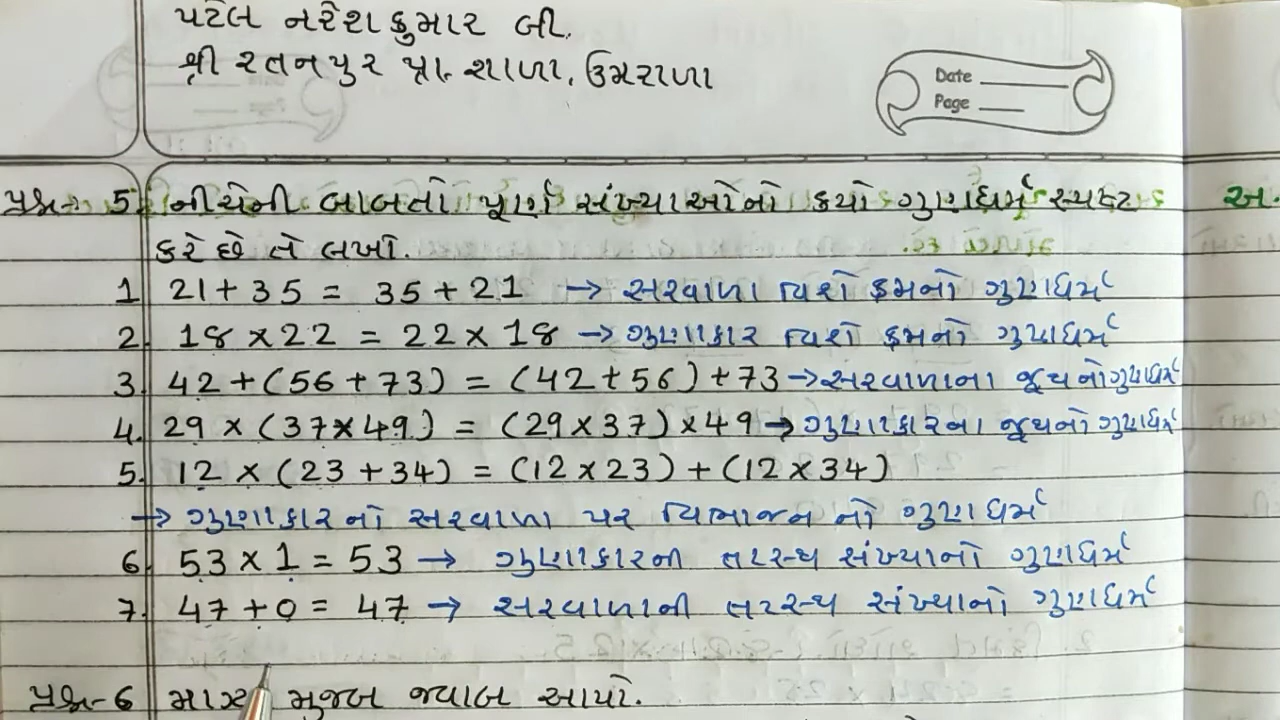 પટેલ નરેશકુમાર બી.
શ્રી રતનપુર પ્રા. શાળા, ઉમરાળા
Date
Page
પ્રશ્ન-5 નીચેની બાબતો પૂર્ણ સંખ્યાઓનો કયો ગુણધર્મ સ્પષ્ટ
કરે છે તે લખો.
અ.
1 21 + 35 = 35 + 21 → સરવાળા વિશે ક્રમનો ગુણધર્મ
2. 18 × 22 = 22 × 18 → ગુણાકાર વિશે ક્રમનો ગુણધર્મ
3. 42 + (56 + 73) = (42 + 56) + 73 → સરવાળાના જૂથનો ગુણધર્મ
4. 29 × (37 × 49) = (29 × 37) × 49 → ગુણાકારના જૂથનો ગુણધર્મ
5. 12 × (23 + 34) = (12 × 23) + (12 × 34)
→ ગુણાકારનો સરવાળા પર વિભાજન નો ગુણધર્મ
6. 53 × 1 = 53 → ગુણાકારની તટસ્થ સંખ્યાનો ગુણધર્મ
7. 47 + 0 = 47 → સરવાળાની તટસ્થ સંખ્યાનો ગુણધર્મ
પ્રશ્ન-6 માગ્યા મુજબ જવાબ આપો.